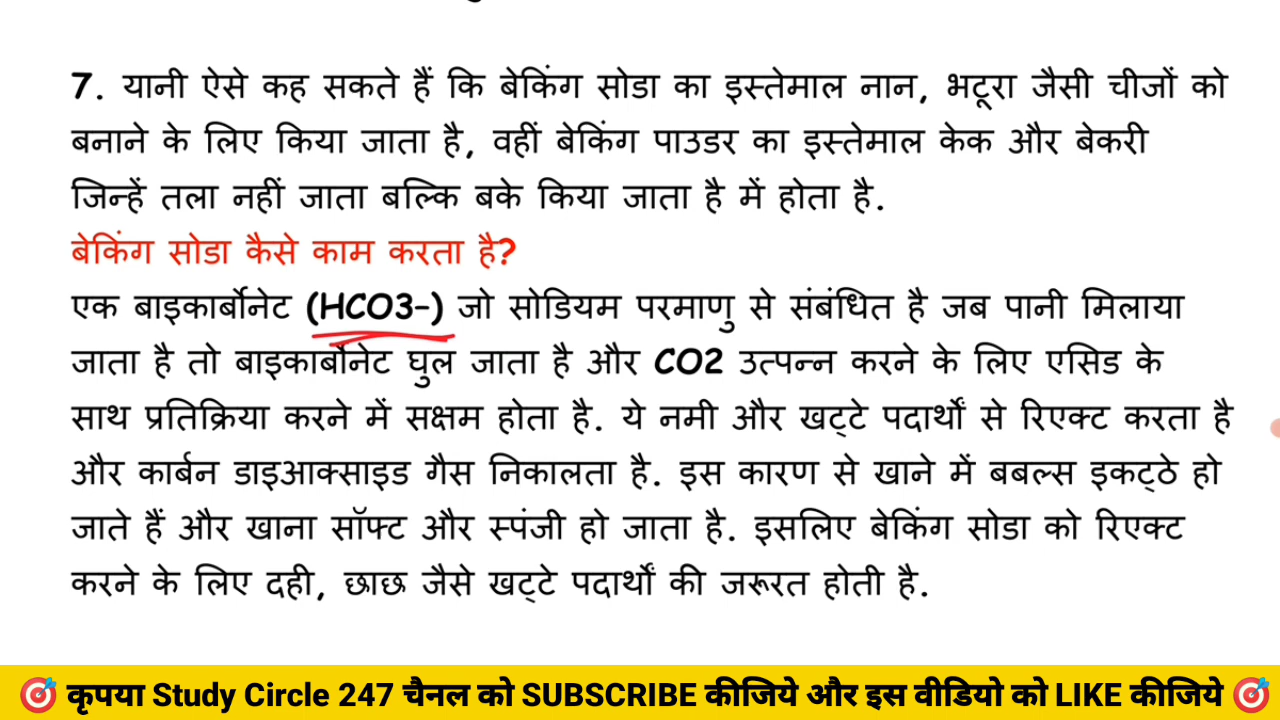 7. यानी ऐसे कह सकते हैं कि बेकिंग सोडा का इस्तेमाल नान, भटूरा जैसी चीजों को
बनाने के लिए किया जाता है, वहीं बेकिंग पाउडर का इस्तेमाल केक और बेकरी
जिन्हें तला नहीं जाता बल्कि बके किया जाता है में होता है.
बेकिंग सोडा कैसे काम करता है?
एक बाइकार्बोनेट (HCO3-) जो सोडियम परमाणु से संबंधित है जब पानी मिलाया
जाता है तो बाइकार्बोनेट घुल जाता है और CO2 उत्पन्न करने के लिए एसिड के
साथ प्रतिक्रिया करने में सक्षम होता है. ये नमी और खट्टे पदार्थों से रिएक्ट करता है
और कार्बन डाइआक्साइड गैस निकालता है. इस कारण से खाने में बबल्स इकट्ठे हो
जाते हैं और खाना सॉफ्ट और स्पंजी हो जाता है. इसलिए बेकिंग सोडा को रिएक्ट
करने के लिए दही, छाछ जैसे खट्टे पदार्थों की जरूरत होती है.
कृपया Study Circle 247 चैनल को SUBSCRIBE कीजिये और इस वीडियो को LIKE कीजिये